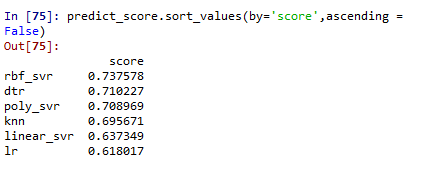 In [75]: predict_score.sort_values(by='score',ascending =
False)
Out[75]:
score
rbf_svr 0.737578
dtr 0.710227
poly_svr 0.708969
knn 0.695671
linear_svr 0.637349
lr 0.618017